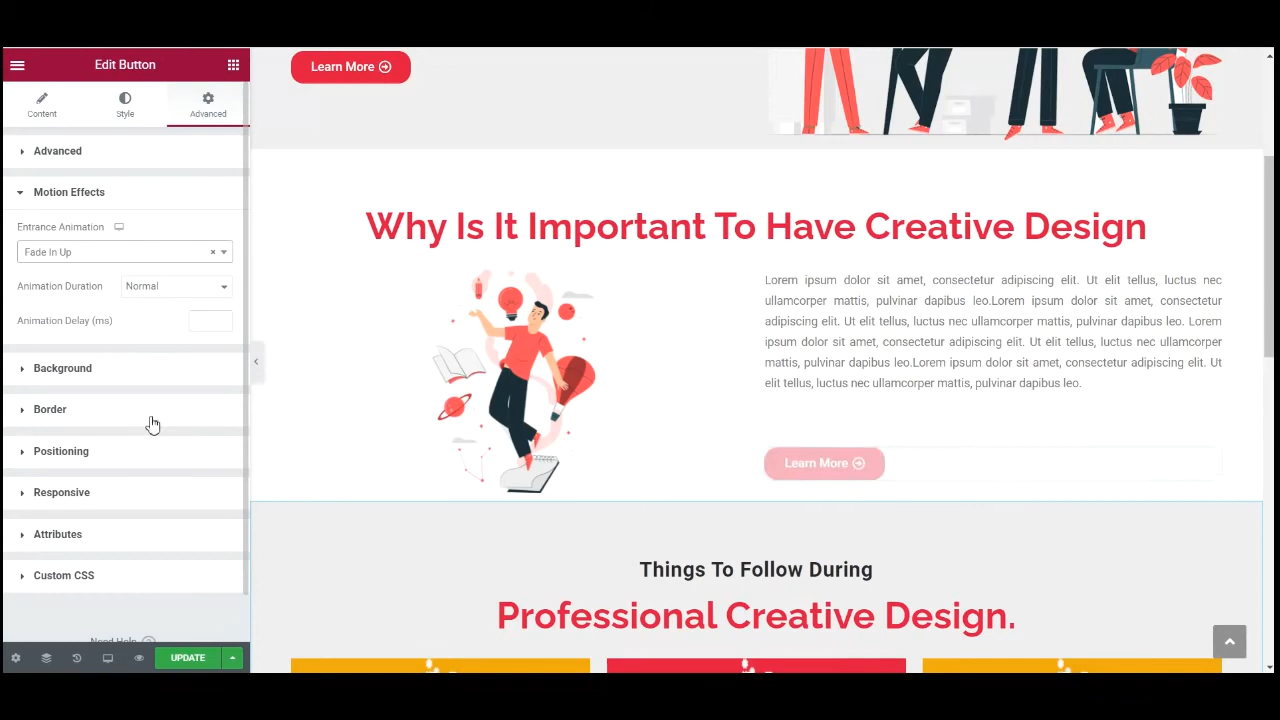 Edit Button
Content
Style
Advanced
Advanced
Motion Effects
Entrance Animation
Fade In Up
×
Animation Duration
Normal
Animation Delay (ms)
Background
Border
Positioning
Responsive
Attributes
Custom CSS
Need Help
UPDATE
Learn More
Why Is It Important To Have Creative Design
Lorem ipsum dolor sit amet, consectetur adipiscing elit. Ut elit tellus, luctus nec
ullamcorper mattis, pulvinar dapibus leo.Lorem ipsum dolor sit amet, consectetur
adipiscing elit. Ut elit tellus, luctus nec ullamcorper mattis, pulvinar dapibus leo. Lorem
ipsum dolor sit amet, consectetur adipiscing elit. Ut elit tellus, luctus nec ullamcorper
mattis, pulvinar dapibus leo.Lorem ipsum dolor sit amet, consectetur adipiscing elit. Ut
elit tellus, luctus nec ullamcorper mattis, pulvinar dapibus leo.
Learn More
Things To Follow During
Professional Creative Design.